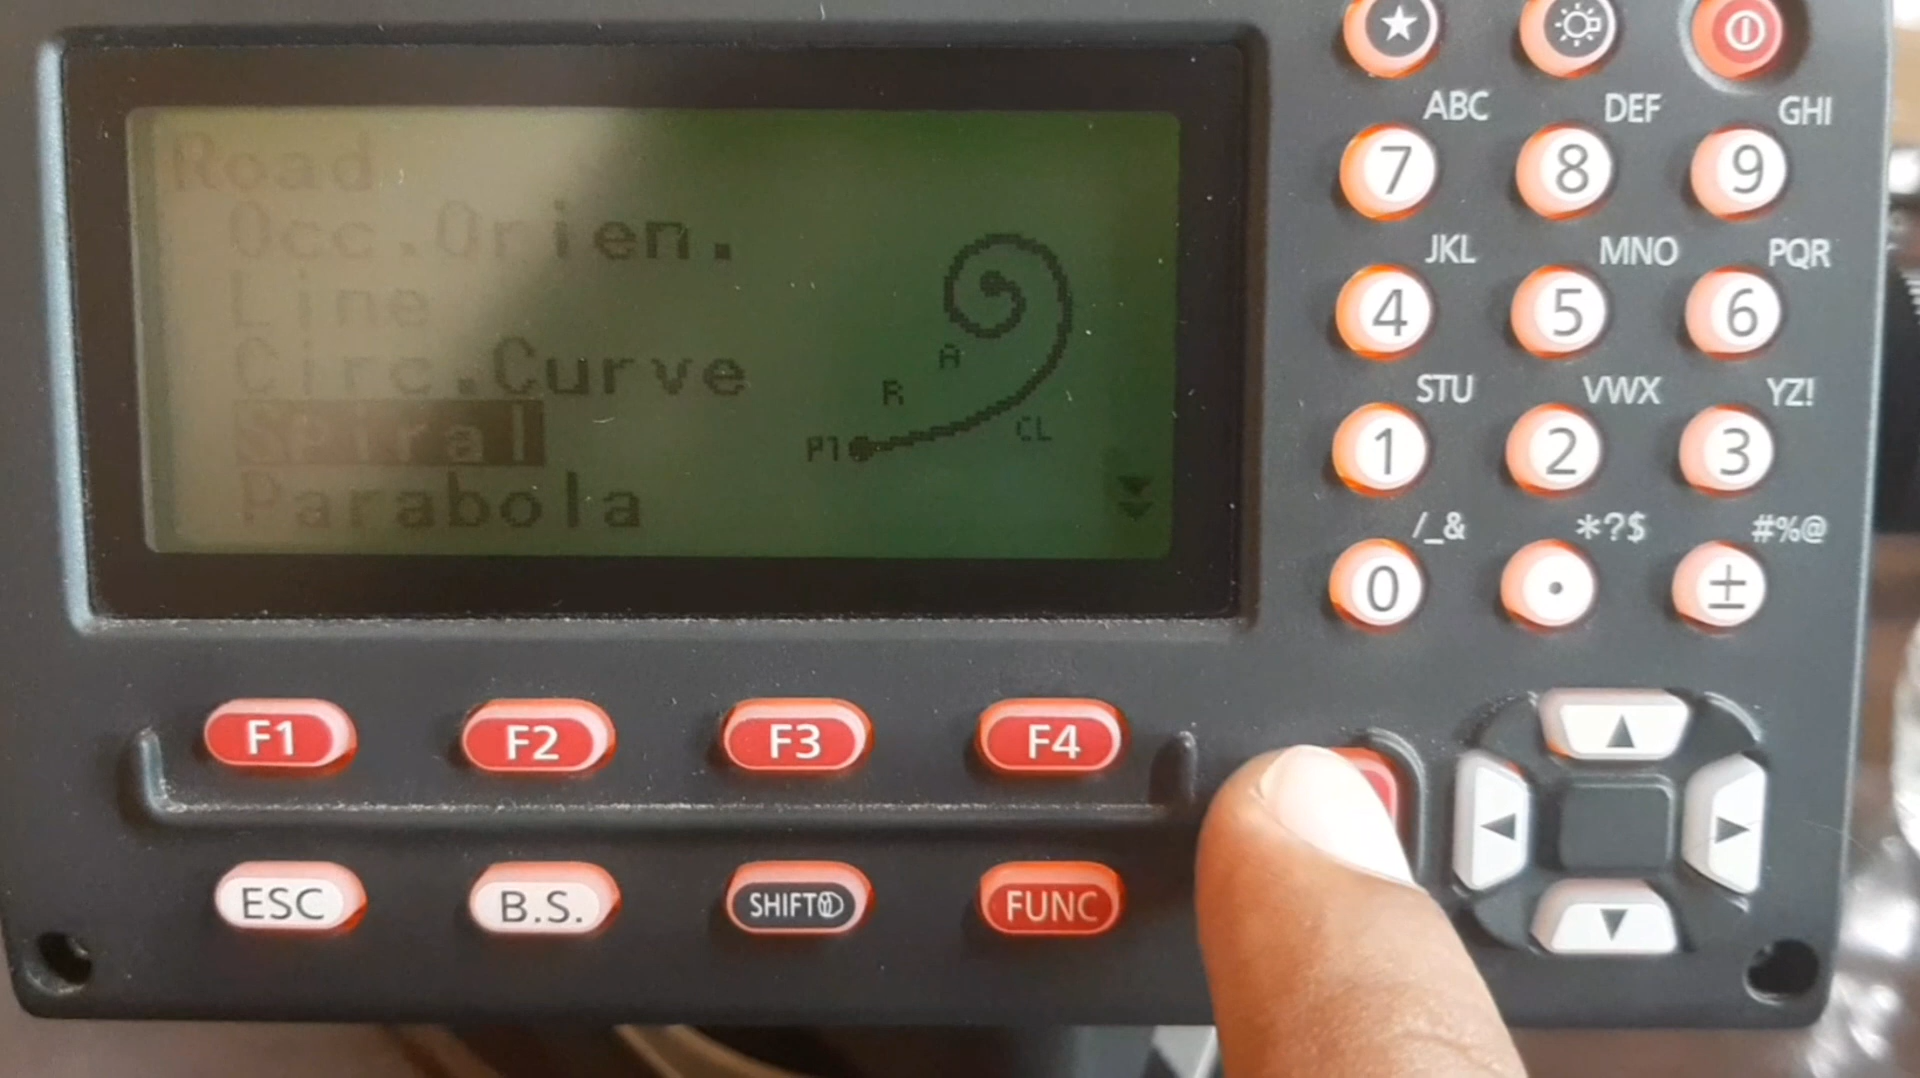 Road
Occ.Orien.
Line
Circ.Curve
Spiral
Parabola
A
R
P1
CL
ABC
DEF
GHI
7
8
9
JKL
MNO
PQR
4
5
6
STU
VWX
YZ!
1
2
3
/_&
*?$
#%@
0
.
±
F1
F2
F3
F4
ESC
B.S.
SHIFT
FUNC